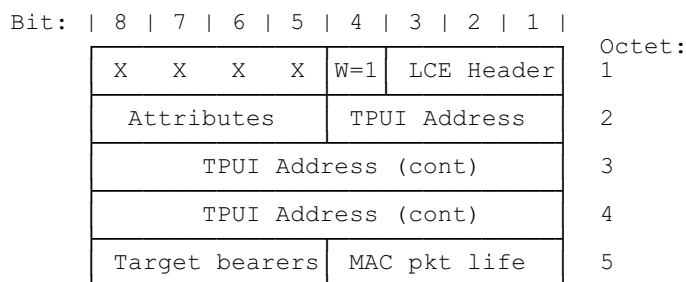 Bit: | 8 | 7 | 6 | 5 | 4 | 3 | 2 | 1 |
Octet:
X X X X W=1 LCE Header 1
Attributes TPUI Address 2
TPUI Address (cont) 3
TPUI Address (cont) 4
Target bearers MAC pkt life 5